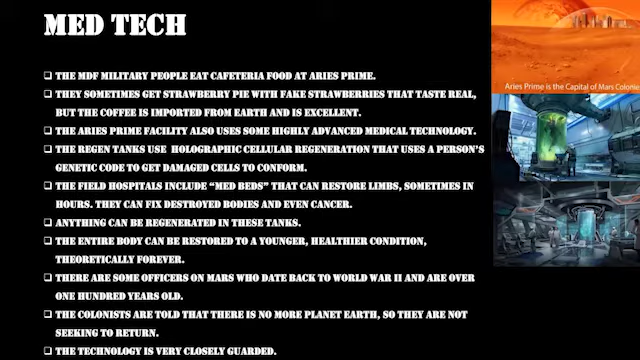 MED TECH
❑ THE MDF MILITARY PEOPLE EAT CAFETERIA FOOD AT ARIES PRIME.
❑ THEY SOMETIMES GET STRAWBERRY PIE WITH FAKE STRAWBERRIES THAT TASTE REAL,
BUT THE COFFEE IS IMPORTED FROM EARTH AND IS EXCELLENT.
❑ THE ARIES PRIME FACILITY ALSO USES SOME HIGHLY ADVANCED MEDICAL TECHNOLOGY.
❑ THE REGEN TANKS USE HOLOGRAPHIC CELLULAR REGENERATION THAT USES A PERSON'S
GENETIC CODE TO GET DAMAGED CELLS TO CONFORM.
❑ THE FIELD HOSPITALS INCLUDE “MED BEDS” THAT CAN RESTORE LIMBS, SOMETIMES IN
HOURS. THEY CAN FIX DESTROYED BODIES AND EVEN CANCER.
❑ ANYTHING CAN BE REGENERATED IN THESE TANKS.
❑ THE ENTIRE BODY CAN BE RESTORED TO A YOUNGER, HEALTHIER CONDITION,
THEORETICALLY FOREVER.
❑ THERE ARE SOME OFFICERS ON MARS WHO DATE BACK TO WORLD WAR II AND ARE OVER
ONE HUNDRED YEARS OLD.
❑ THE COLONISTS ARE TOLD THAT THERE IS NO MORE PLANET EARTH, SO THEY ARE NOT
SEEKING TO RETURN.
❑ THE TECHNOLOGY IS VERY CLOSELY GUARDED.
Aries Prime is the Capital of Mars Colonie